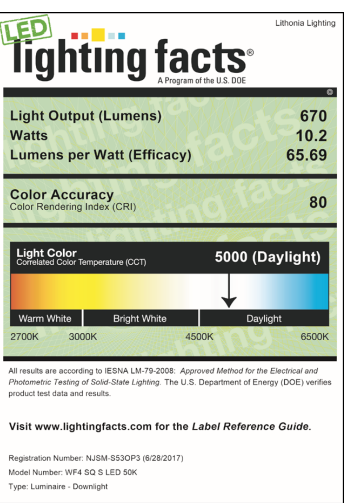 Lithonia Lighting
LED
lighting facts®
A Program of the U.S. DOE
Light Output (Lumens) 670
Watts 10.2
Lumens per Watt (Efficacy) 65.69
Color Accuracy
Color Rendering Index (CRI) 80
Light Color
Correlated Color Temperature (CCT) 5000 (Daylight)
Warm White Bright White Daylight
2700K 3000K 4500K 6500K
All results are according to IESNA LM-79-2008: Approved Method for the Electrical and
Photometric Testing of Solid-State Lighting. The U.S. Department of Energy (DOE) verifies
product test data and results.
Visit www.lightingfacts.com for the Label Reference Guide.
Registration Number: NJSM-S53OP3 (6/28/2017)
Model Number: WF4 SQ S LED 50K
Type: Luminaire - Downlight